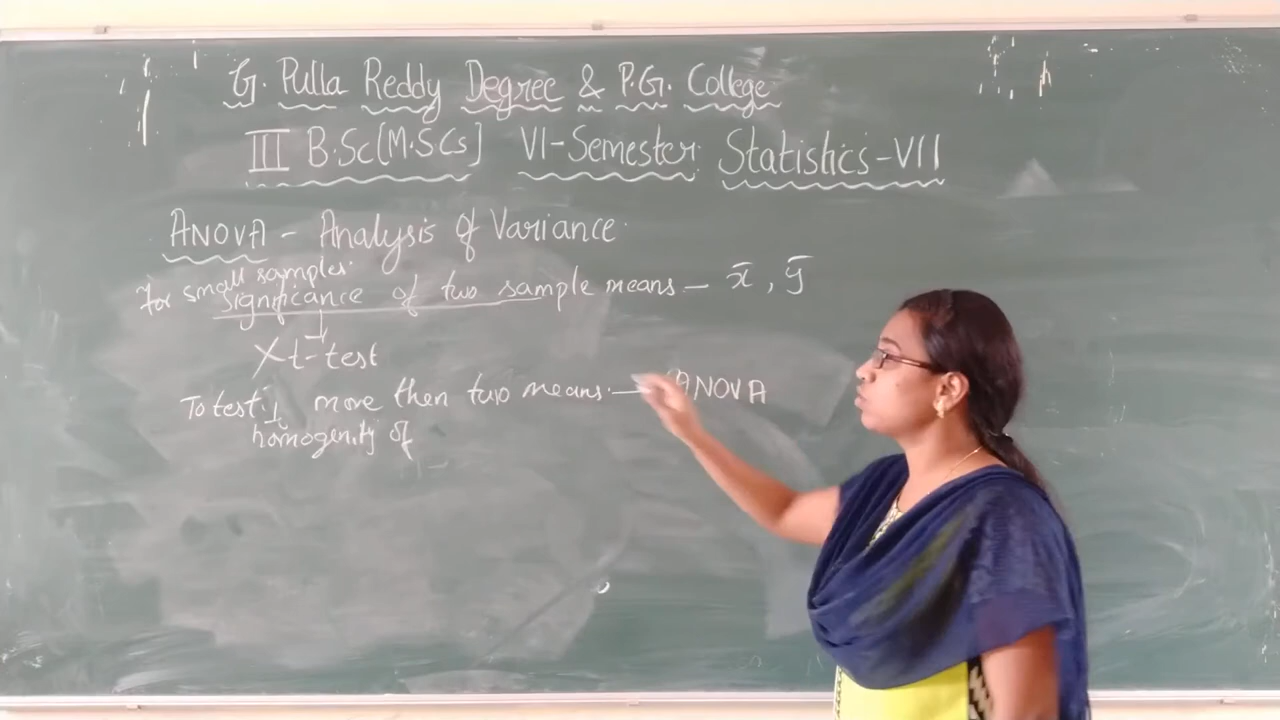 G. Pulla Reddy Degree & P.G. College
III B.Sc[M.SCs] VI-Semester Statistics-VII
ANOVA - Analysis of Variance
For small samples
Significance of two sample means - x̄, ȳ
t-test
To test more then two means. → ANOVA
homogenity of